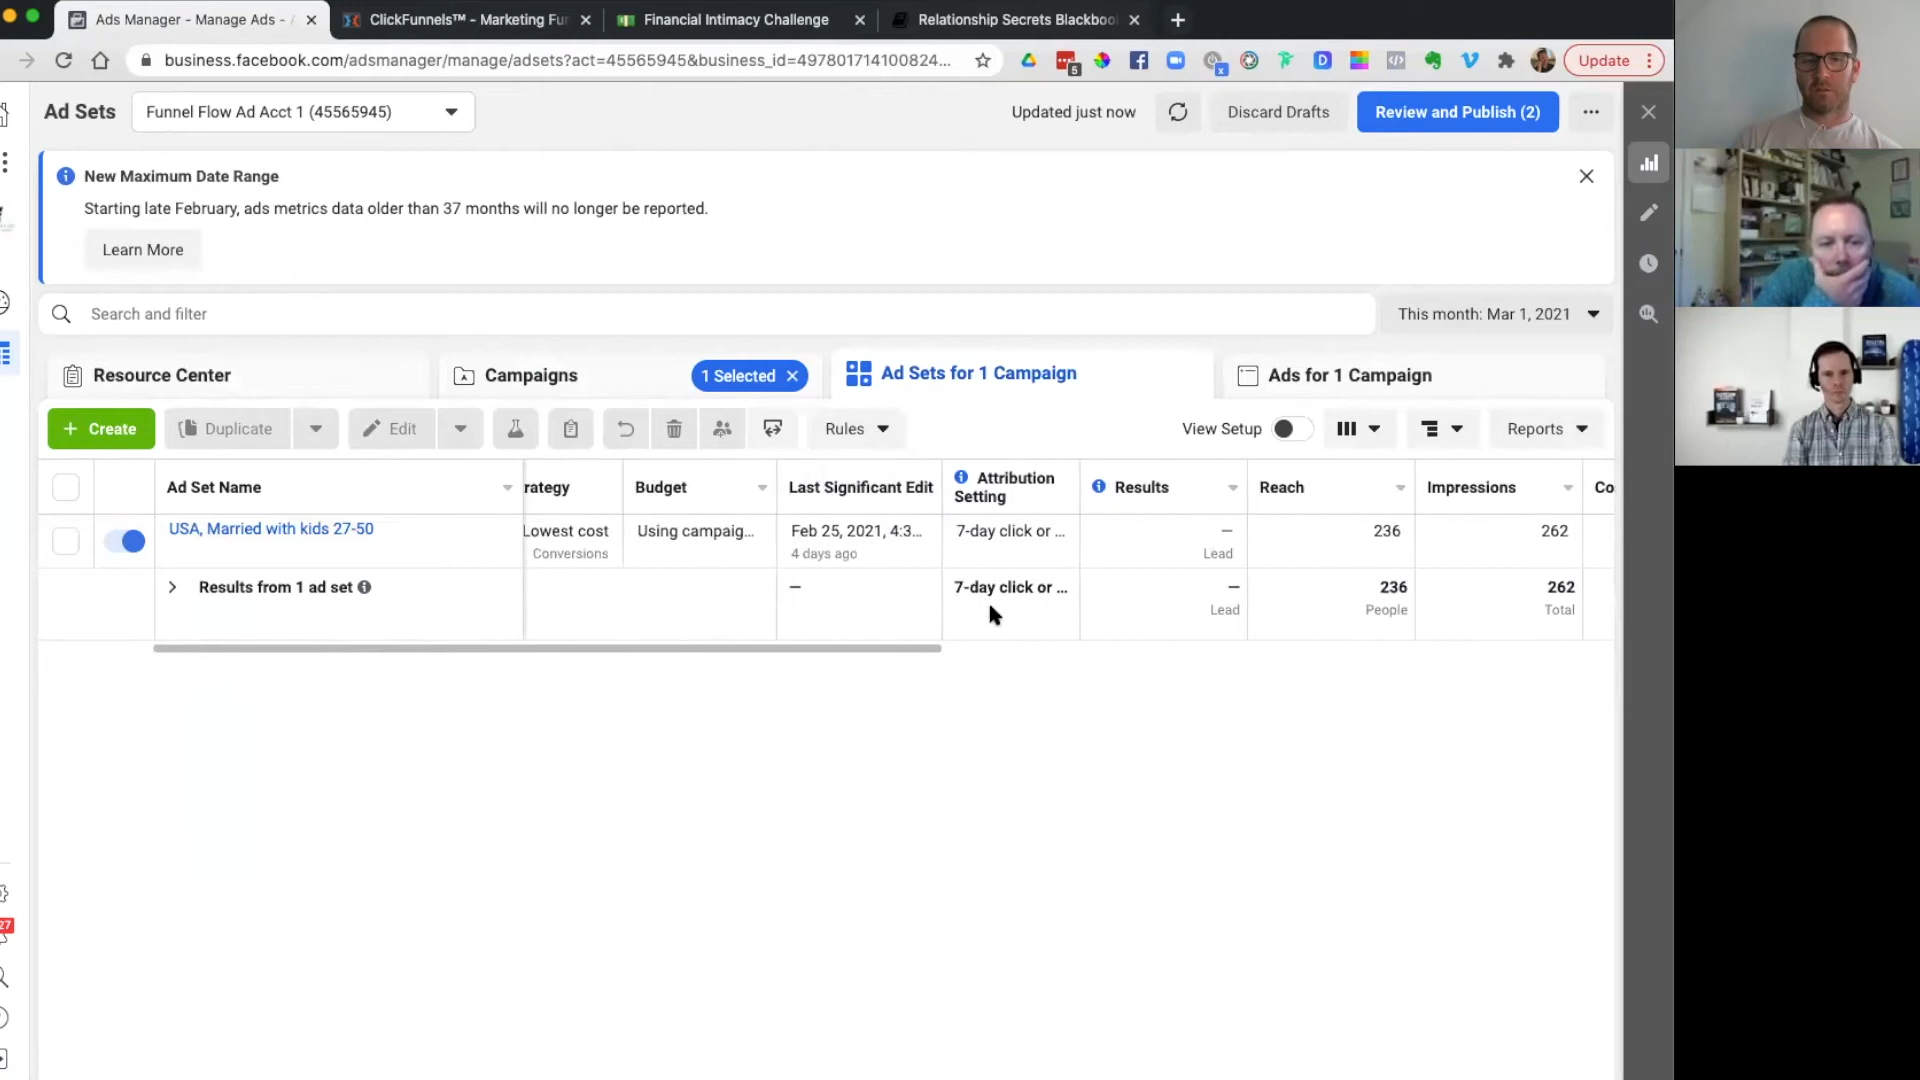 Ads Manager - Manage Ads - /
ClickFunnels™ - Marketing Fun
Financial Intimacy Challenge
Relationship Secrets Blackboo
business.facebook.com/adsmanager/manage/adsets?act=45565945&business_id=497801714100824...
5
x
D
Update
Ad Sets
Funnel Flow Ad Acct 1 (45565945)
Updated just now
Discard Drafts
Review and Publish (2)
New Maximum Date Range
Starting late February, ads metrics data older than 37 months will no longer be reported.
Learn More
Search and filter
This month: Mar 1, 2021
Resource Center
Campaigns
1 Selected
Ad Sets for 1 Campaign
Ads for 1 Campaign
+ Create
Duplicate
Edit
Rules
View Setup
Reports
Ad Set Name
rategy
Budget
Last Significant Edit
Attribution
Setting
Results
Reach
Impressions
Co
USA, Married with kids 27-50
Lowest cost
Conversions
Using campaig...
Feb 25, 2021, 4:3...
4 days ago
7-day click or ...
—
Lead
236
262
Results from 1 ad set
—
7-day click or ...
—
Lead
236
People
262
Total
27